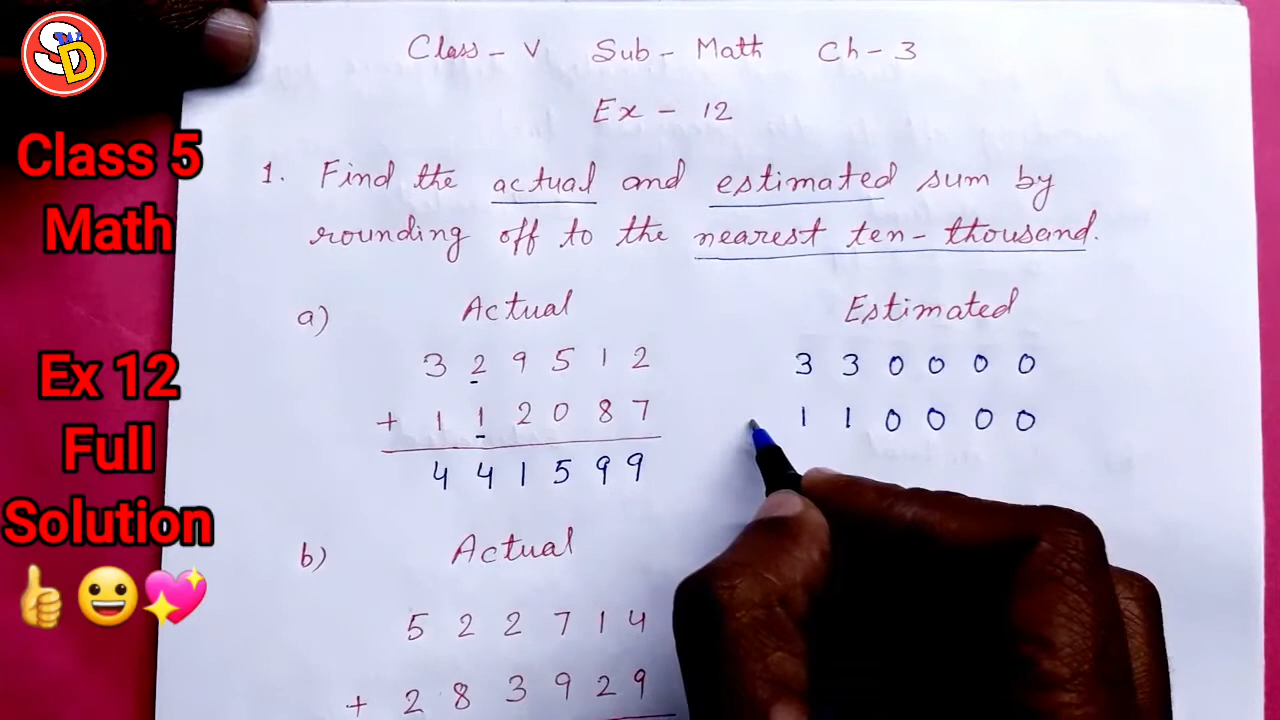 SD
Class 5
Math
Ex 12
Full
Solution
Class - V Sub - Math Ch - 3
Ex - 12
1. Find the actual and estimated sum by
rounding off to the nearest ten-thousand.
a) Actual
3 2 9 5 1 2
+ 1 1 2 0 8 7
4 4 1 5 9 9
Estimated
3 3 0 0 0 0
1 1 0 0 0 0
b) Actual
5 2 2 7 1 4
+ 2 8 3 9 2 9